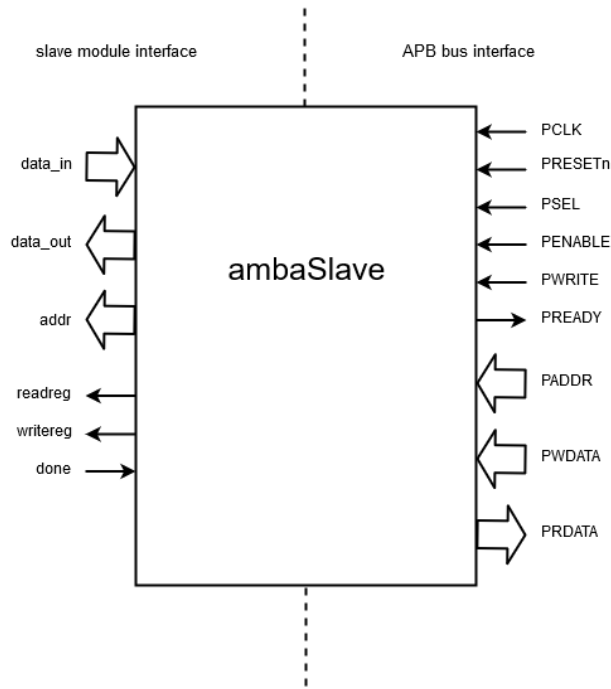 slave module interface
APB bus interface
data_in
data_out
addr
readreg
writereg
done
ambaSlave
PCLK
PRESETn
PSEL
PENABLE
PWRITE
PREADY
PADDR
PWDATA
PRDATA